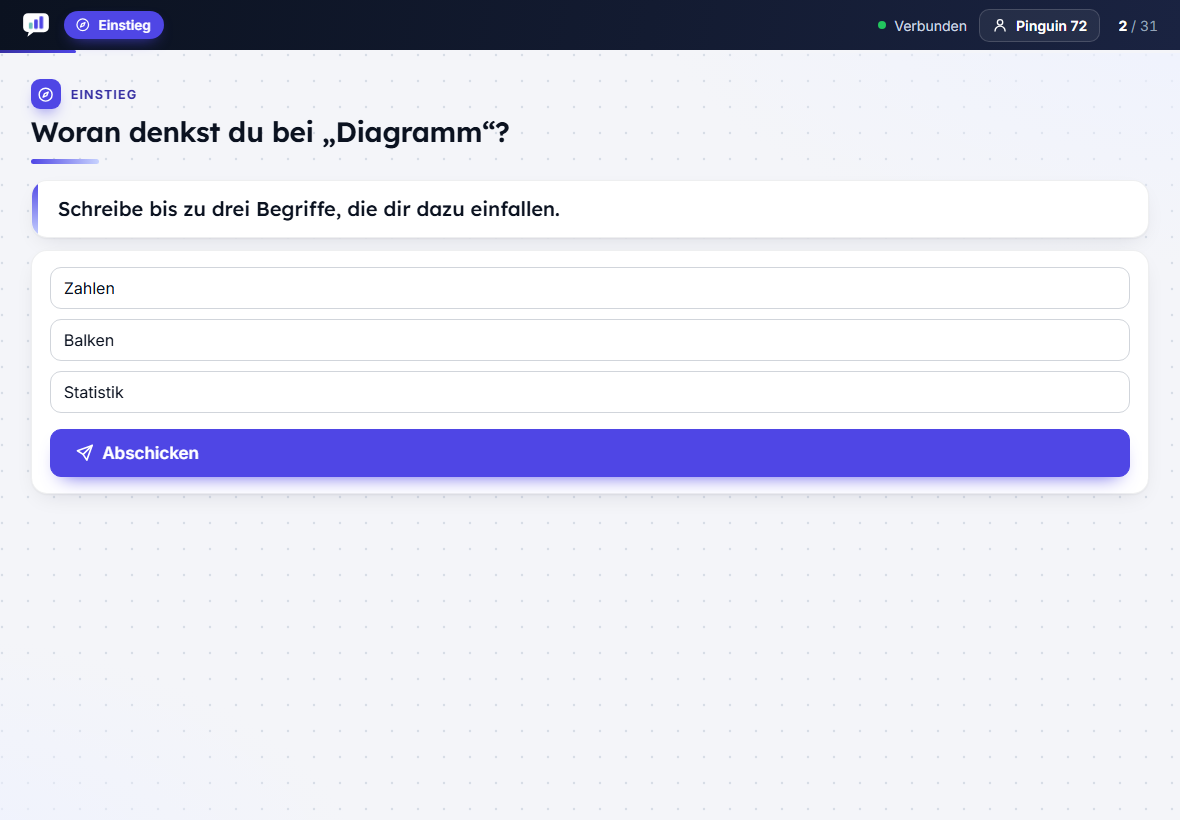 Einstieg
Verbunden
Pinguin 72
2 / 31
EINSTIEG
Woran denkst du bei „Diagramm“?
Schreibe bis zu drei Begriffe, die dir dazu einfallen.
Zahlen
Balken
Statistik
Abschicken